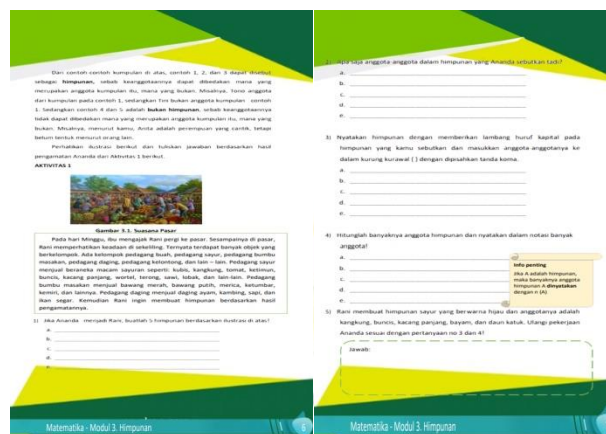 Dari contoh-contoh kumpulan di atas, contoh 1, 2, dan 3 dapat disebut
sebagai himpunan, sebab keanggotaannya dapat dibedakan mana yang
merupakan anggota kumpulan itu, mana yang bukan. Misalnya, Tono anggota
dari kumpulan pada contoh 1, sedangkan Tini bukan anggota kumpulan contoh
1. Sedangkan contoh 4 dan 5 adalah bukan himpunan, sebab keanggotaannya
tidak dapat dibedakan mana yang merupakan anggota kumpulan itu, mana yang
bukan. Misalnya, menurut kamu, Anita adalah perempuan yang cantik, tetapi
belum tentuk menurut orang lain.
Perhatikan ilustrasi berikut dan tuliskan jawaban berdasarkan hasil
pengamatan Ananda dan Aktivitas 1 berikut.
AKTIVITAS 1
Gambar 3.1. Suasana Pasar
Pada hari Minggu, ibu mengajak Rani pergi ke pasar. Sesampainya di pasar,
Rani memperhatikan keadaan di sekeliling. Ternyata terdapat banyak objek yang
berkelompok. Ada kelompok pedagang buah, pedagang sayur, pedagang bumbu
masakan, pedagang daging, pedagang kelontong, dan lain – lain. Pedagang sayur
menjual beraneka macam sayuran seperti: kubis, kangkung, tomat, ketimun,
buncis, kacang panjang, wortel, terong, sawi, lobak, dan lain-lain. Pedagang
bumbu masakan menjual bawang merah, bawang putih, merica, ketumbar,
kemiri, dan lainnya. Pedagang daging menjual daging ayam, kambing, sapi, dan
ikan segar. Kemudian Rani ingin membuat himpunan berdasarkan hasil
pengamatannya.
1) Jika Ananda menjadi Rani, buatlah 5 himpunan berdasarkan ilustrasi di atas!
a.
b.
c.
d.
e.
Matematika - Modul 3. Himpunan
6
2) Apa saja anggota anggota dalam himpunan yang Ananda sebutkan tadi?
a.
b.
c.
d.
e.
3) Nyatakan himpunan dengan memberikan lambang huruf kapital pada
himpunan yang kamu sebutkan dan masukkan anggota-anggotanya ke
dalam kurung kurawal { } dengan dipisahkan tanda koma.
a.
b.
c.
d.
e.
4) Hitunglah banyaknya anggota himpunan dan nyatakan dalam notasi banyak
anggota!
a.
b.
c.
d.
e.
Info penting
Jika A adalah himpunan,
maka banyaknya anggota
himpunan A dinyatakan
dengan n (A)
5) Rani membuat himpunan sayur yang berwarna hijau dan anggotanya adalah
kangkung, buncis, kacang panjang, bayam, dan daun katuk. Ulangi pekerjaan
Ananda sesuai dengan pertanyaan no 3 dan 4!
Jawab:
Matematika - Modul 3. Himpunan